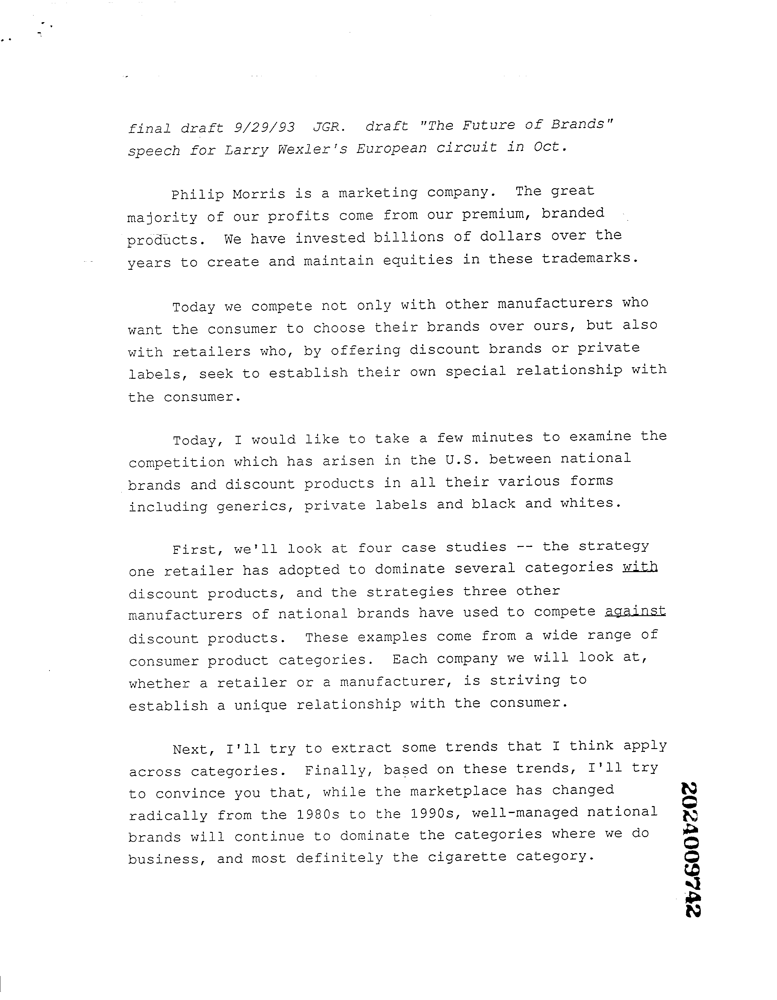 final draft 9/29/93  JGR.  draft "The Future of Brands"
speech for Larry Wexler's European circuit in Oct.
Philip Morris is a marketing company.  The great
majority of our profits come from our premium, branded
products.  We have invested billions of dollars over the
years to create and maintain equities in these trademarks.
Today we compete not only with other manufacturers who
want the consumer to choose their brands over ours, but also
with retailers who, by offering discount brands or private
labels, seek to establish their own special relationship with
the consumer.
Today, I would like to take a few minutes to examine the
competition which has arisen in the U.S. between national
brands and discount products in all their various forms
including generics, private labels and black and whites.
First, we'll look at four case studies -- the strategy
one retailer has adopted to dominate several categories with
discount products, and the strategies three other
manufacturers of national brands have used to compete against
discount products.  These examples come from a wide range of
consumer product categories.  Each company we will look at,
whether a retailer or a manufacturer, is striving to
establish a unique relationship with the consumer.
Next, I'll try to extract some trends that I think apply
across categories.  Finally, based on these trends, I'll try
to convince you that, while the marketplace has changed
radically from the 1980s to the 1990s, well-managed national
brands will continue to dominate the categories where we do
business, and most definitely the cigarette category.
2024009742